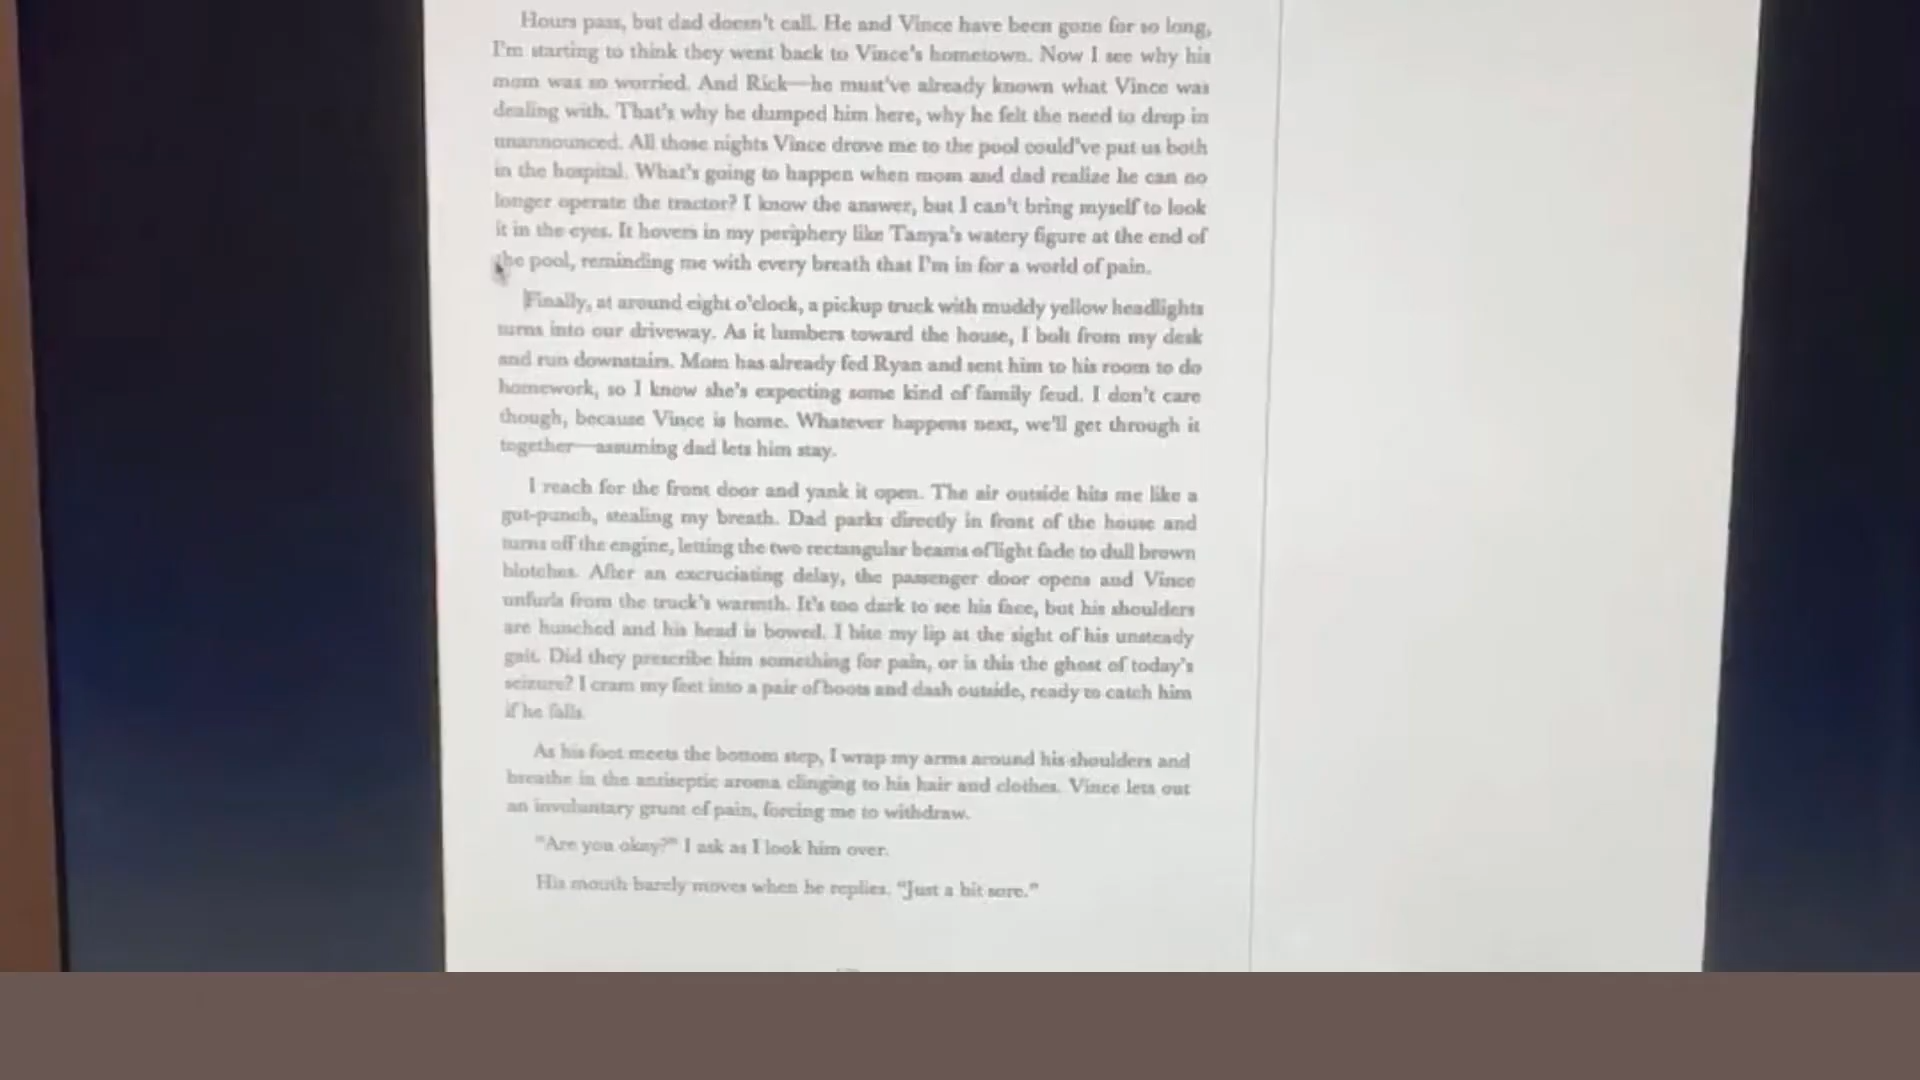 Hours pass, but dad doesn't call. He and Vince have been gone for so long,
I'm starting to think they went back to Vince's hometown. Now I see why his
mom was so worried. And Rick—he must've already known what Vince was
dealing with. That's why he dumped him here, why he felt the need to drop in
unannounced. All those nights Vince drove me to the pool could've put us both
in the hospital. What's going to happen when mom and dad realize he can no
longer operate the tractor? I know the answer, but I can't bring myself to look
it in the eyes. It hovers in my periphery like Tanya's watery figure at the end of
the pool, reminding me with every breath that I'm in for a world of pain.
Finally, at around eight o'clock, a pickup truck with muddy yellow headlights
turns into our driveway. As it lumbers toward the house, I bolt from my desk
and run downstairs. Mom has already fed Ryan and sent him to his room to do
homework, so I know she's expecting some kind of family feud. I don't care
though, because Vince is home. Whatever happens next, we'll get through it
together—assuming dad lets him stay.
I reach for the front door and yank it open. The air outside hits me like a
gut-punch, stealing my breath. Dad parks directly in front of the house and
turns off the engine, letting the two rectangular beams of light fade to dull brown
blotches. After an excruciating delay, the passenger door opens and Vince
unfurls from the truck's warmth. It's too dark to see his face, but his shoulders
are hunched and his head is bowed. I bite my lip at the sight of his unsteady
gait. Did they prescribe him something for pain, or is this the ghost of today's
seizure? I cram my feet into a pair of boots and dash outside, ready to catch him
if he falls.
As his foot meets the bottom step, I wrap my arms around his shoulders and
breathe in the antiseptic aroma clinging to his hair and clothes. Vince lets out
an involuntary grunt of pain, forcing me to withdraw.
"Are you okay?" I ask as I look him over.
His mouth barely moves when he replies. "Just a bit sore."